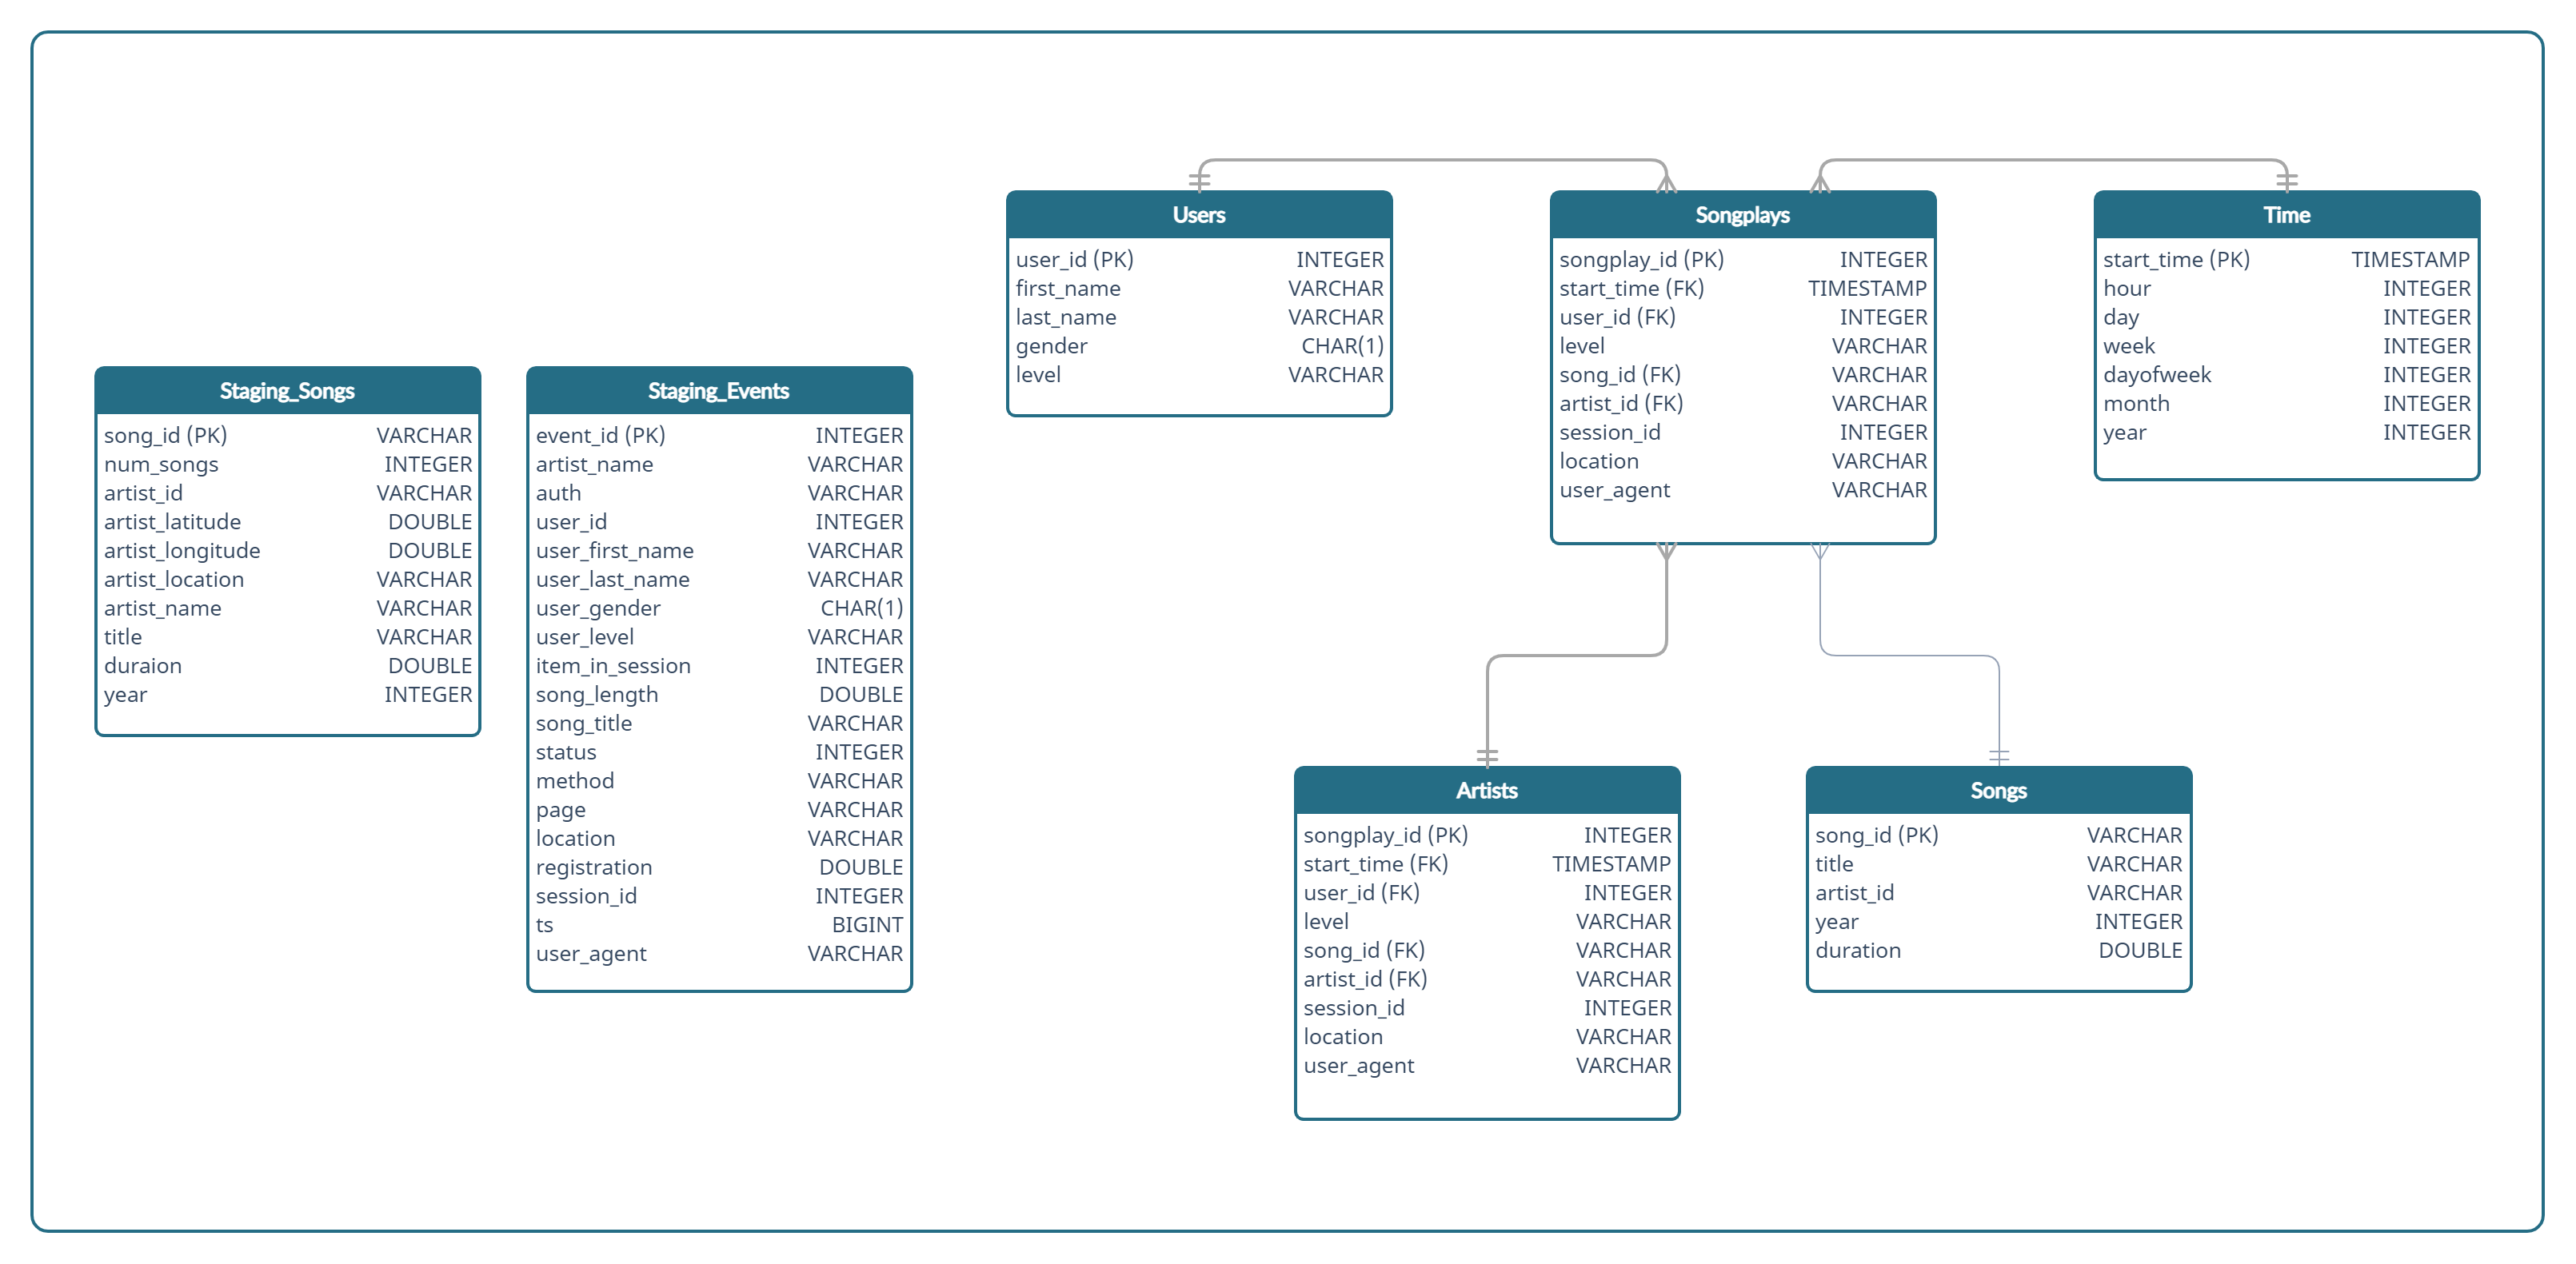 Staging_Songs
song_id (PK) VARCHAR
num_songs INTEGER
artist_id VARCHAR
artist_latitude DOUBLE
artist_longitude DOUBLE
artist_location VARCHAR
artist_name VARCHAR
title VARCHAR
duraion DOUBLE
year INTEGER
Staging_Events
event_id (PK) INTEGER
artist_name VARCHAR
auth VARCHAR
user_id INTEGER
user_first_name VARCHAR
user_last_name VARCHAR
user_gender CHAR(1)
user_level VARCHAR
item_in_session INTEGER
song_length DOUBLE
song_title VARCHAR
status INTEGER
method VARCHAR
page VARCHAR
location VARCHAR
registration DOUBLE
session_id INTEGER
ts BIGINT
user_agent VARCHAR
Users
user_id (PK) INTEGER
first_name VARCHAR
last_name VARCHAR
gender CHAR(1)
level VARCHAR
Songplays
songplay_id (PK) INTEGER
start_time (FK) TIMESTAMP
user_id (FK) INTEGER
level VARCHAR
song_id (FK) VARCHAR
artist_id (FK) VARCHAR
session_id INTEGER
location VARCHAR
user_agent VARCHAR
Time
start_time (PK) TIMESTAMP
hour INTEGER
day INTEGER
week INTEGER
dayofweek INTEGER
month INTEGER
year INTEGER
Artists
songplay_id (PK) INTEGER
start_time (FK) TIMESTAMP
user_id (FK) INTEGER
level VARCHAR
song_id (FK) VARCHAR
artist_id (FK) VARCHAR
session_id INTEGER
location VARCHAR
user_agent VARCHAR
Songs
song_id (PK) VARCHAR
title VARCHAR
artist_id VARCHAR
year INTEGER
duration DOUBLE